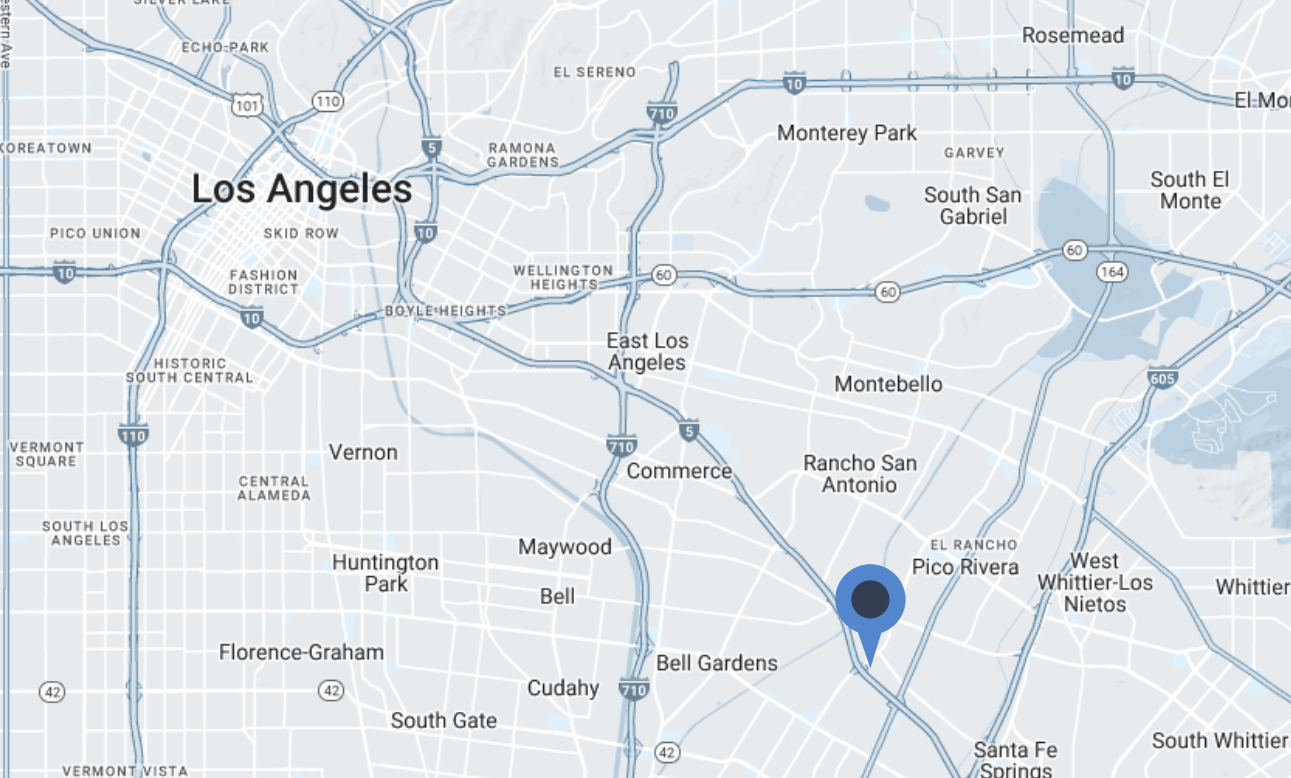 SILVER LAKE
Rosemead
ECHO PARK
EL SERENO
10
10
101
110
El Mo
710
Monterey Park
5
KOREATOWN
RAMONA
GARDENS
GARVEY
Los Angeles
South San
Gabriel
South El
Monte
PICO UNION
SKID ROW
10
60
10
FASHION
DISTRICT
WELLINGTON
HEIGHTS
60
164
60
10
BOYLE HEIGHTS
East Los
Angeles
HISTORIC
SOUTH CENTRAL
Montebello
605
110
5
710
VERMONT
SQUARE
Vernon
Commerce
Rancho San
Antonio
CENTRAL
ALAMEDA
SOUTH LOS
ANGELES
Maywood
EL RANCHO
Pico Rivera
Huntington
Park
West
Whittier-Los
Nietos
Bell
Whittier
Florence-Graham
Bell Gardens
42
42
Cudahy
710
South Gate
42
Santa Fe
Springs
South Whittier
VERMONT VISTA